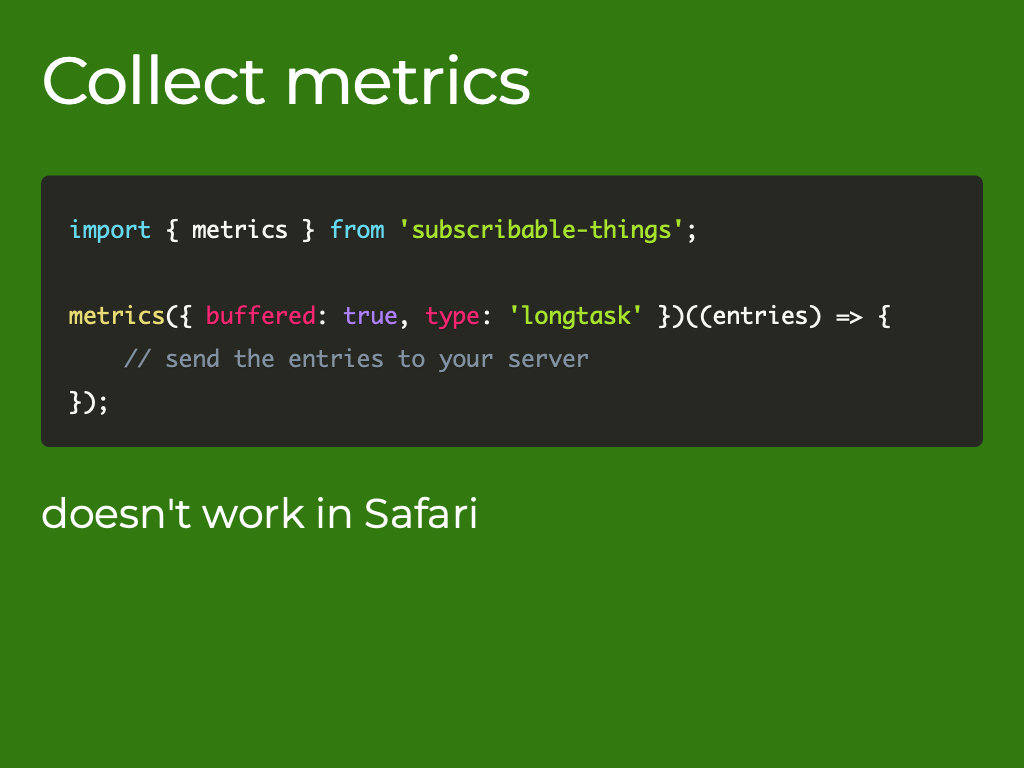 Collect metrics
import { metrics } from 'subscribable-things';
metrics({ buffered: true, type: 'longtask' })((entries) => {
    // send the entries to your server
});
doesn't work in Safari